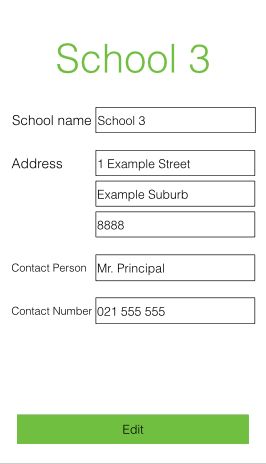 School 3
School name School 3
Address 1 Example Street
Example Suburb
8888
Contact Person Mr. Principal
Contact Number 021 555 555
Edit